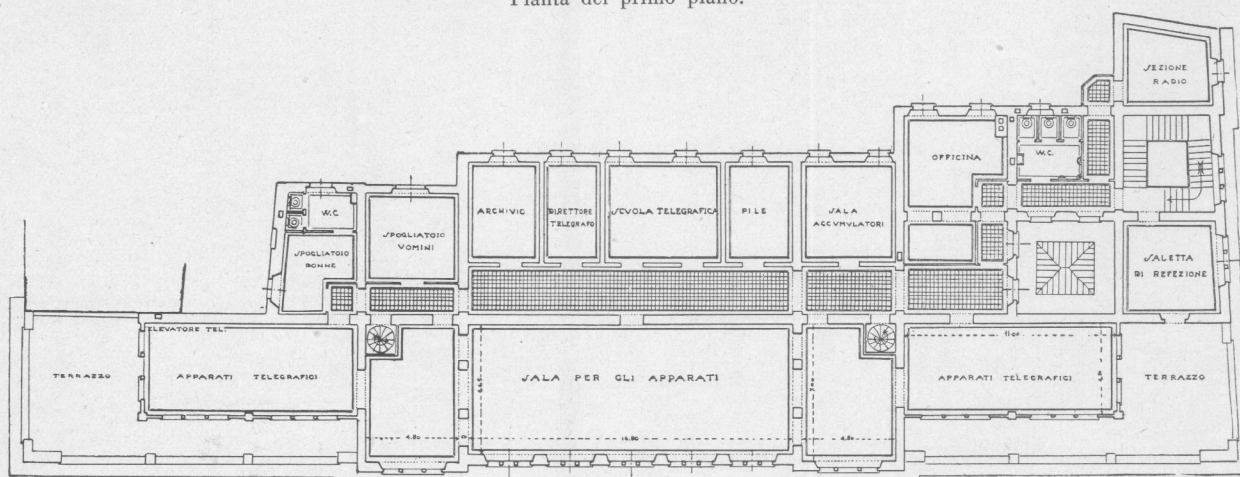 Pianta del primo piano.
SEZIONE
RADIO
OFFICINA
W.C.
W.C
SPOGLIATOIO
DONNE
SPOGLIATOIO
UOMINI
ARCHIVIO
DIRETTORE
TELEGRAFO
SCUOLA TELEGRAFICA
PILE
SALA
ACCUMULATORI
SALETTA
DI REFEZIONE
ELEVATORE TEL.
TERRAZZO
APPARATI TELEGRAFICI
SALA PER GLI APPARATI
APPARATI TELEGRAFICI
TERRAZZO
11.00
4.80
16.80
4.80